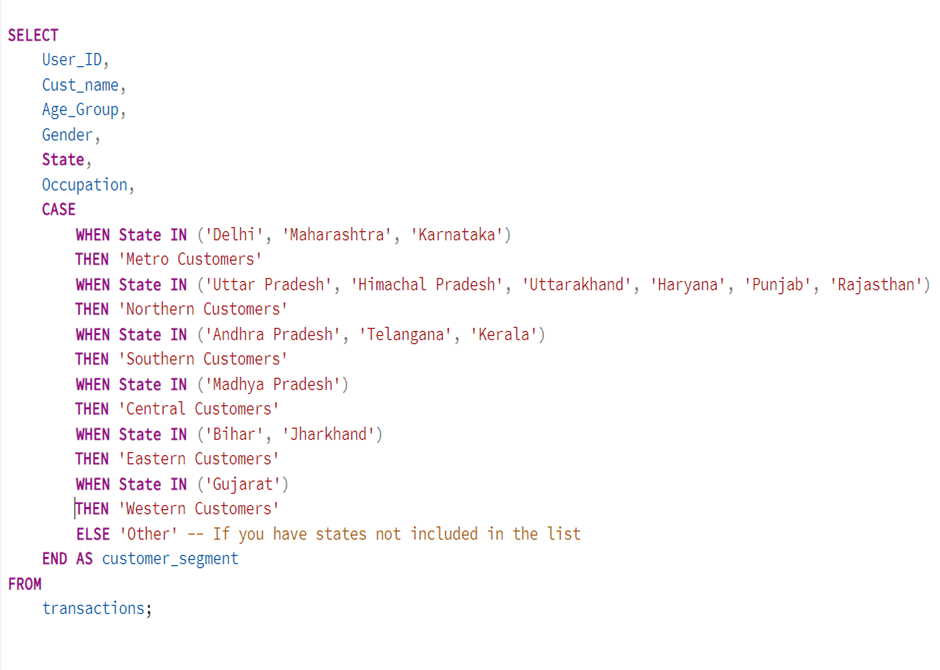 SELECT
User_ID,
Cust_name,
Age_Group,
Gender,
State,
Occupation,
CASE
WHEN State IN ('Delhi', 'Maharashtra', 'Karnataka')
THEN 'Metro Customers'
WHEN State IN ('Uttar Pradesh', 'Himachal Pradesh', 'Uttarakhand', 'Haryana', 'Punjab', 'Rajasthan')
THEN 'Northern Customers'
WHEN State IN ('Andhra Pradesh', 'Telangana', 'Kerala')
THEN 'Southern Customers'
WHEN State IN ('Madhya Pradesh')
THEN 'Central Customers'
WHEN State IN ('Bihar', 'Jharkhand')
THEN 'Eastern Customers'
WHEN State IN ('Gujarat')
THEN 'Western Customers'
ELSE 'Other' -- If you have states not included in the list
END AS customer_segment
FROM
transactions;